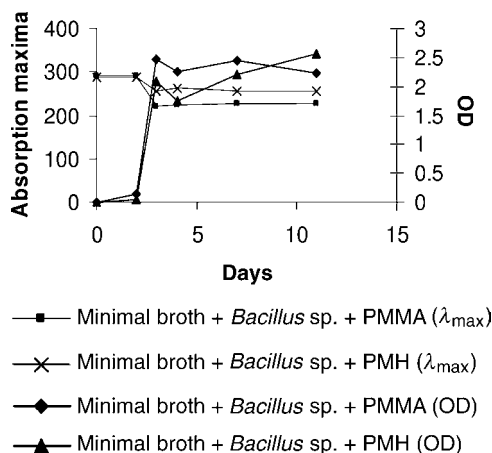 Absorption maxima
400
300
200
100
0
3
2.5
2
1.5
1
0.5
0
OD
0 5 10 15
Days
Minimal broth + Bacillus sp. + PMMA (λmax)
Minimal broth + Bacillus sp. + PMH (λmax)
Minimal broth + Bacillus sp. + PMMA (OD)
Minimal broth + Bacillus sp. + PMH (OD)